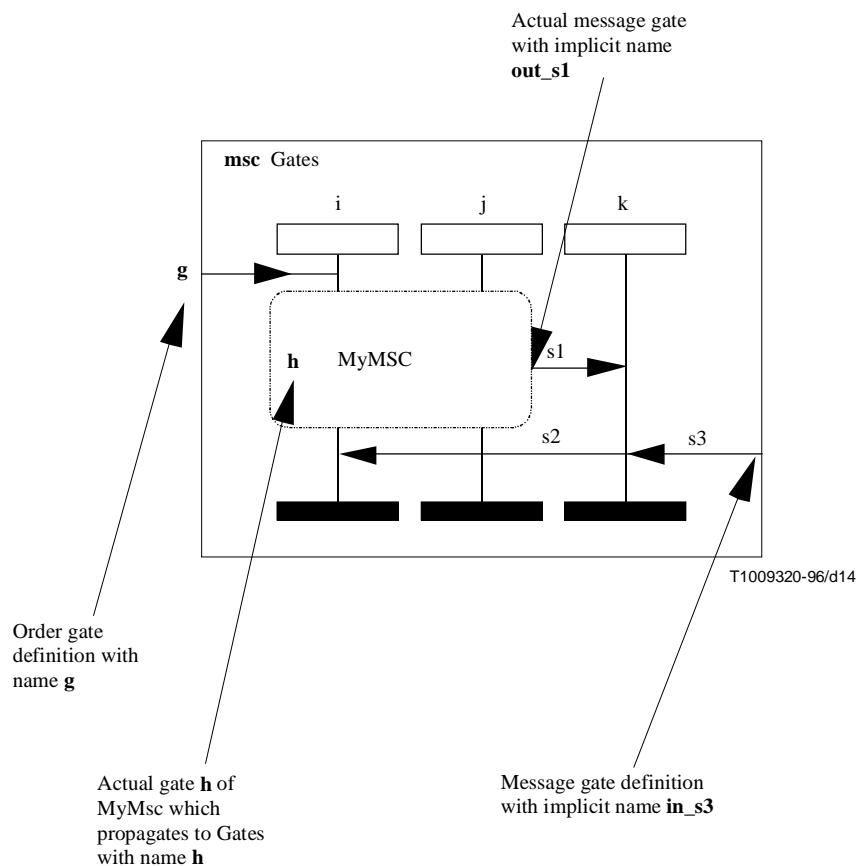 Actual message gate
with implicit name
out_s1
msc Gates
i
j
k
g
h
MyMSC
s1
s2
s3
T1009320-96/d14
Order gate
definition with
name g
Actual gate h of
MyMsc which
propagates to Gates
with name h
Message gate definition
with implicit name in_s3